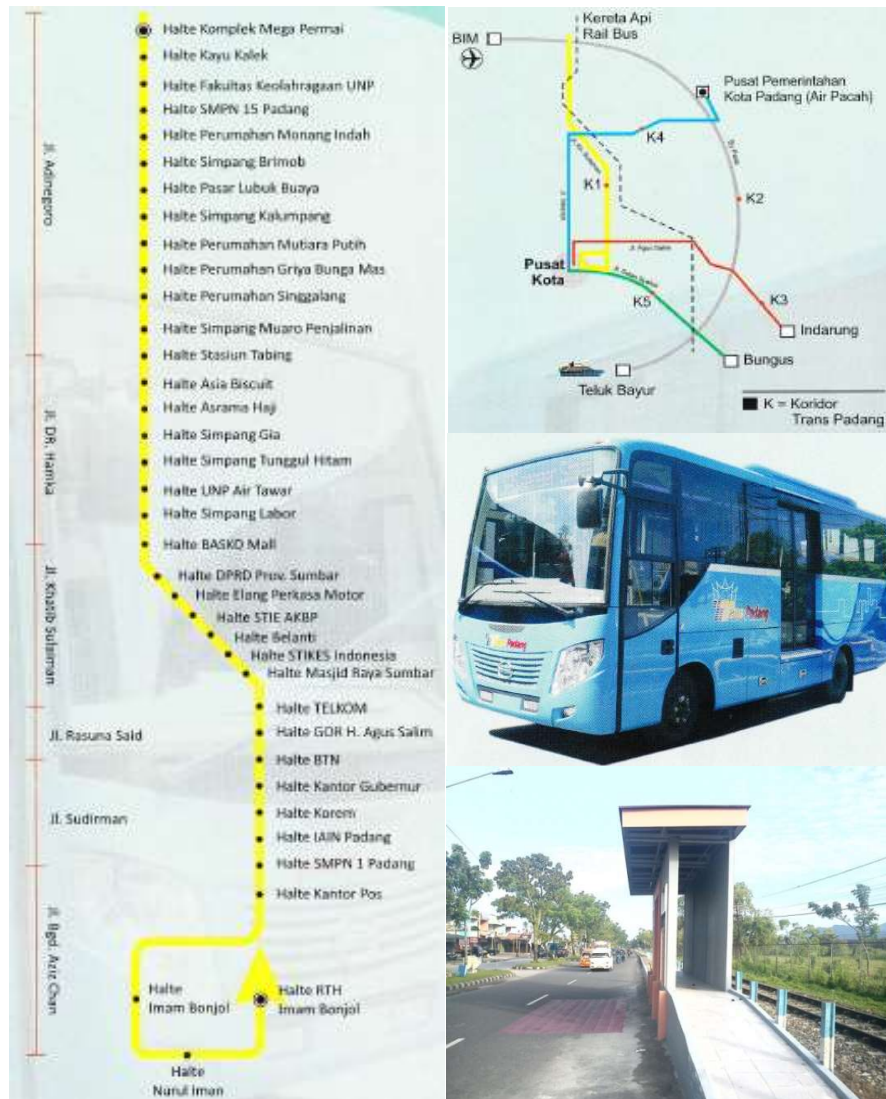 Halte Komplek Mega Permai
Halte Kayu Kalek
Halte Fakultas Keolahragaan UNP
Halte SMPN 15 Padang
Halte Perumahan Monang Indah
Halte Simpang Brimob
Halte Pasar Lubuk Buaya
Halte Simpang Kalumpang
Halte Perumahan Mutiara Putih
Halte Perumahan Griya Bunga Mas
Halte Perumahan Singgalang
Halte Simpang Muaro Penjalinan
Halte Stasiun Tabing
Halte Asia Biscuit
Halte Asrama Haji
Halte Simpang Gia
Halte Simpang Tunggul Hitam
Halte UNP Air Tawar
Halte Simpang Labor
Halte BASKO Mall
Halte DPRD Prov. Sumbar
Halte Elang Perkasa Motor
Halte STIE AKBP
Halte Belanti
Halte STIKES Indonesia
Halte Masjid Raya Sumbar
Halte TELKOM
Halte GOR H. Agus Salim
Halte BTN
Halte Kantor Gubernur
Halte Korem
Halte IAIN Padang
Halte SMPN 1 Padang
Halte Kantor Pos
Halte
Imam Bonjol
Halte RTH
Imam Bonjol
Halte
Nurul Iman
Jl. Adinegoro
Jl. DR. Hamka
Jl. Khatib Sulaiman
Jl. Rasuna Said
Jl. Sudirman
Jl. Bgd. Aziz Chan
Kereta Api
Rail Bus
BIM
Pusat Pemerintahan
Kota Padang (Air Pacah)
K4
By Pass
K1
K2
Jl. Agus Salim
Pusat
Kota
K5
K3
Indarung
Bungus
Teluk Bayur
K = Koridor
Trans Padang
Padang